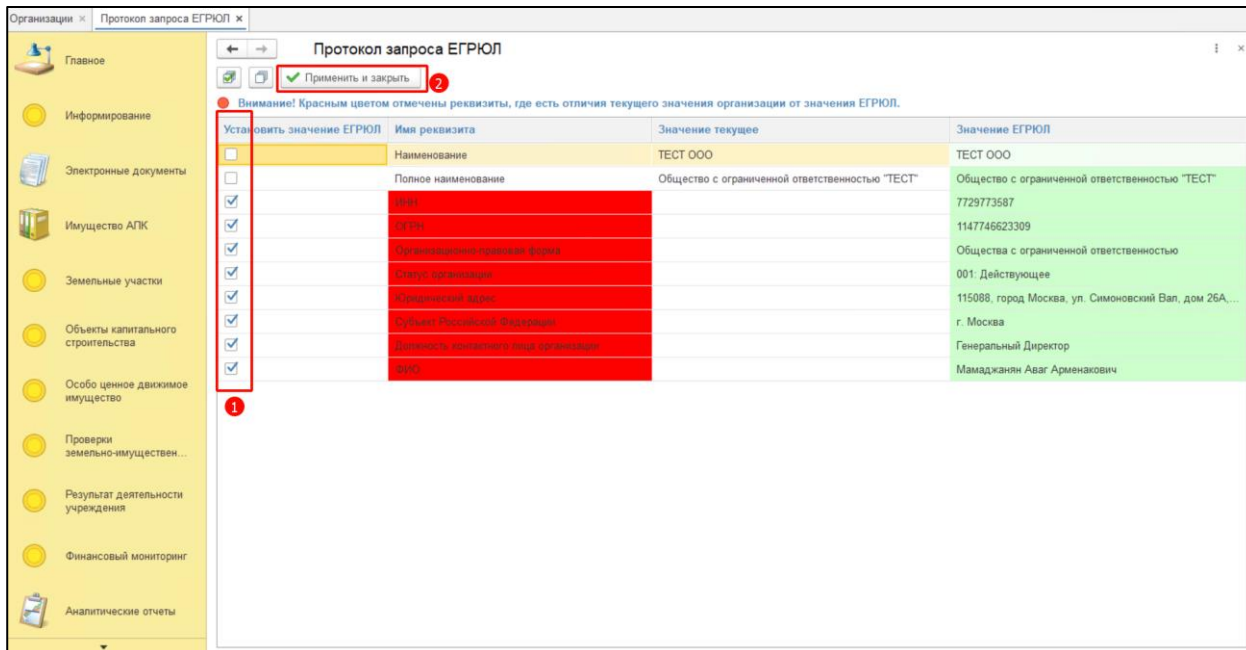 Организации × Протокол запроса ЕГРЮЛ ×
Главное
Информирование
Электронные документы
Имущество АПК
Земельные участки
Объекты капитального
строительства
Особо ценное движимое
имущество
Проверки
земельно-имуществен...
Результат деятельности
учреждения
Финансовый мониторинг
Аналитические отчеты
Протокол запроса ЕГРЮЛ
Применить и закрыть 2
Внимание! Красным цветом отмечены реквизиты, где есть отличия текущего значения организации от значения ЕГРЮЛ.
Установить значение ЕГРЮЛ Имя реквизита Значение текущее Значение ЕГРЮЛ
Наименование ТЕСТ ООО ТЕСТ ООО
Полное наименование Общество с ограниченной ответственностью "ТЕСТ" Общество с ограниченной ответственностью "ТЕСТ"
ИНН 7729773587
ОГРН 1147746623309
Организационно-правовая форма Общества с ограниченной ответственностью
Статус организации 001: Действующее
Юридический адрес 115088, город Москва, ул. Симоновский Вал, дом 26А,...
Субъект Российской Федерации г. Москва
Должность контактного лица организации Генеральный Директор
ФИО Мамаджанян Аваг Арменакович
1